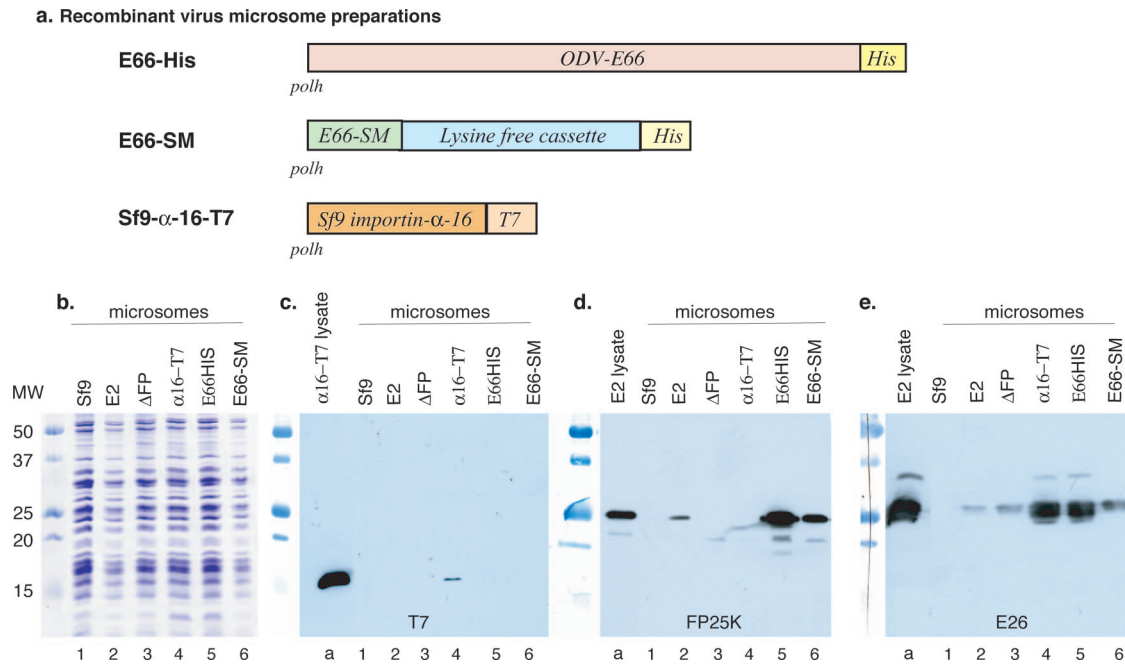 a. Recombinant virus microsome preparations
E66-His
ODV-E66 His
polh
E66-SM
E66-SM Lysine free cassette His
polh
Sf9-α-16-T7
Sf9 importin-α-16 T7
polh
b.
microsomes
MW
Sf9 E2 ΔFP α16–T7 E66HIS E66-SM
50
37
25
20
15
1 2 3 4 5 6
c.
microsomes
α16–T7 lysate Sf9 E2 ΔFP α16–T7 E66HIS E66-SM
T7
a 1 2 3 4 5 6
d.
microsomes
E2 lysate Sf9 E2 ΔFP α16–T7 E66HIS E66-SM
FP25K
a 1 2 3 4 5 6
e.
microsomes
E2 lysate Sf9 E2 ΔFP α16–T7 E66HIS E66-SM
E26
a 1 2 3 4 5 6